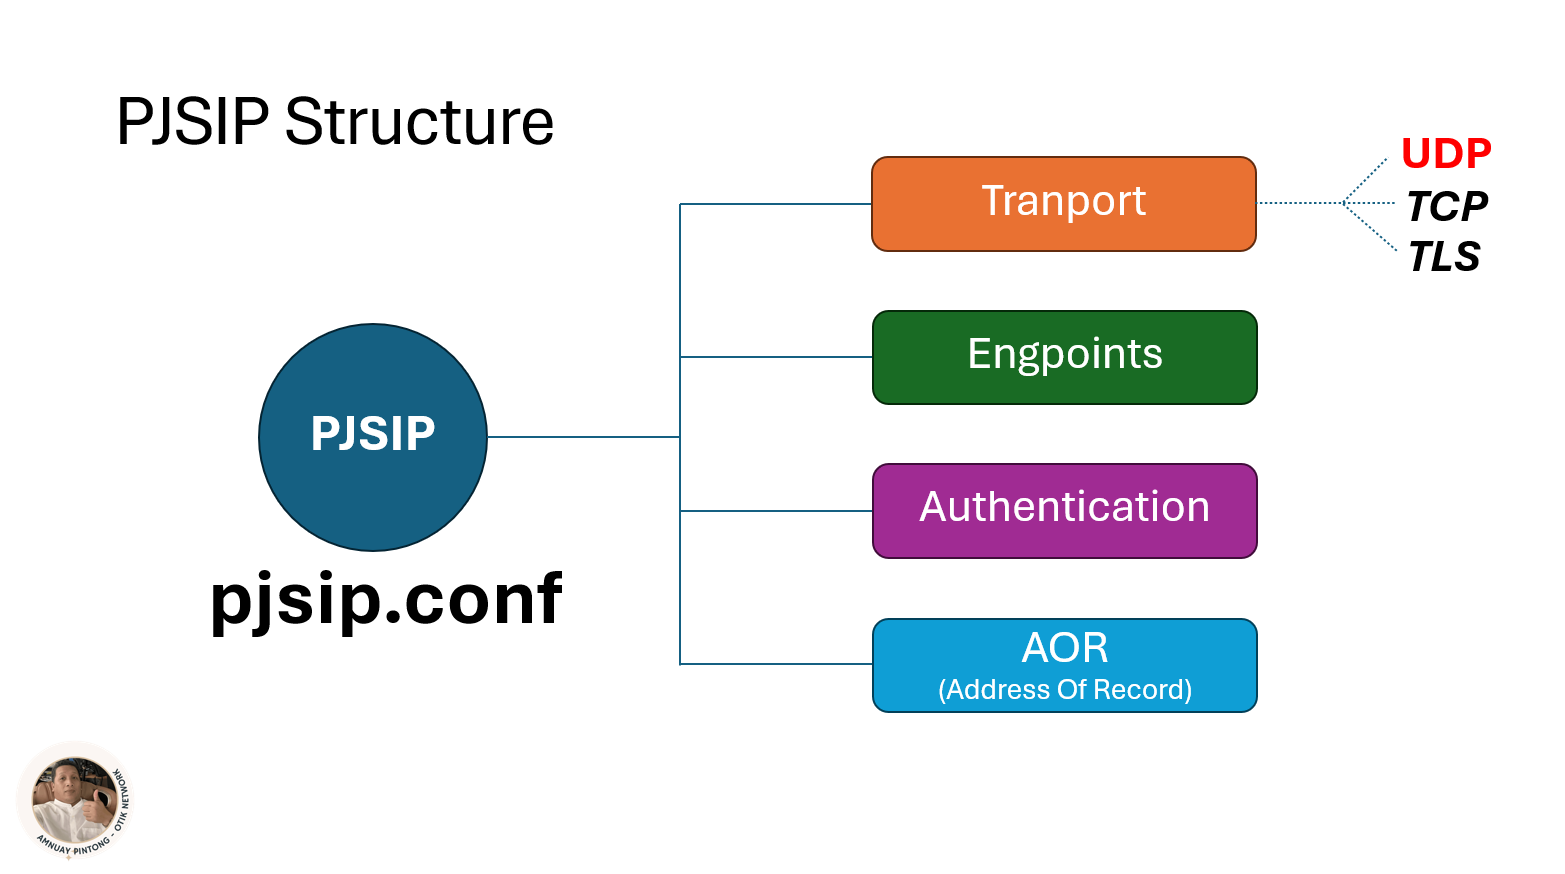 PJSIP Structure
Tranport
UDP
TCP
TLS
Engpoints
PJSIP
Authentication
pjsip.conf
AOR
(Address Of Record)
AMNUAY PINTONG - OTIK NETWORK